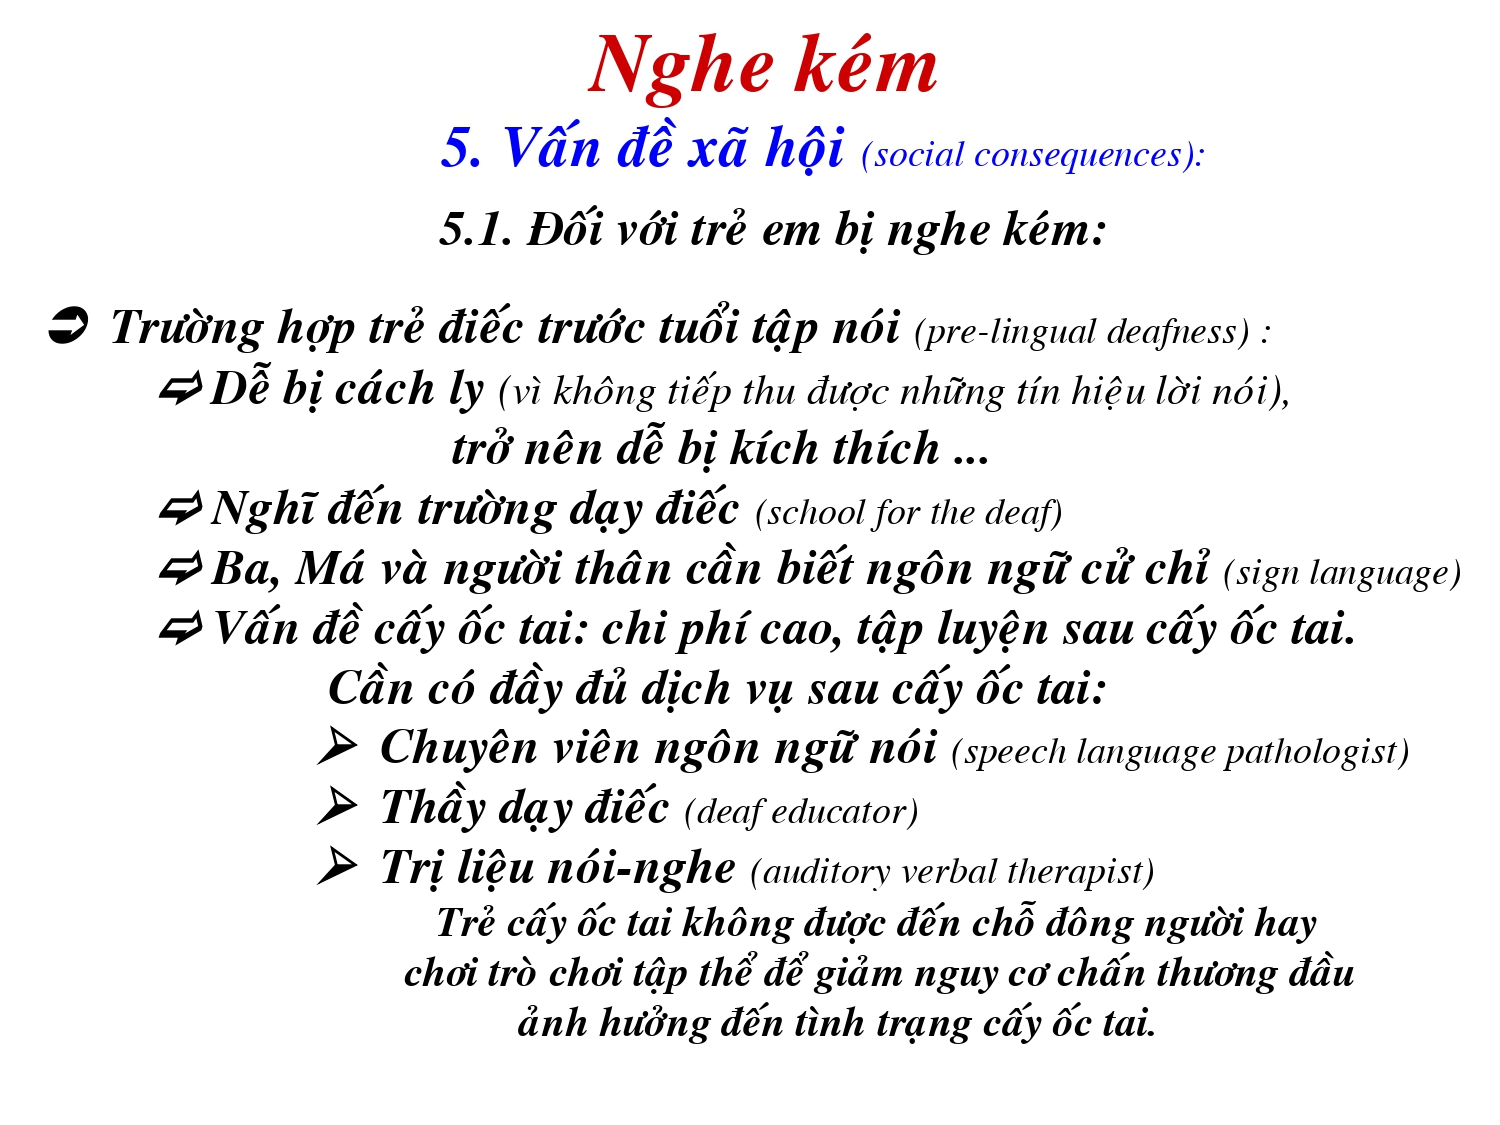 Nghe kém
5. Vấn đề xã hội (social consequences):
5.1. Đối với trẻ em bị nghe kém:
➲ Trường hợp trẻ điếc trước tuổi tập nói (pre-lingual deafness) :
➫ Dễ bị cách ly (vì không tiếp thu được những tín hiệu lời nói),
trở nên dễ bị kích thích ...
➫ Nghĩ đến trường dạy điếc (school for the deaf)
➫ Ba, Má và người thân cần biết ngôn ngữ cử chỉ (sign language)
➫ Vấn đề cấy ốc tai: chi phí cao, tập luyện sau cấy ốc tai.
Cần có đầy đủ dịch vụ sau cấy ốc tai:
➢ Chuyên viên ngôn ngữ nói (speech language pathologist)
➢ Thầy dạy điếc (deaf educator)
➢ Trị liệu nói-nghe (auditory verbal therapist)
Trẻ cấy ốc tai không được đến chỗ đông người hay
chơi trò chơi tập thể để giảm nguy cơ chấn thương đầu
ảnh hưởng đến tình trạng cấy ốc tai.